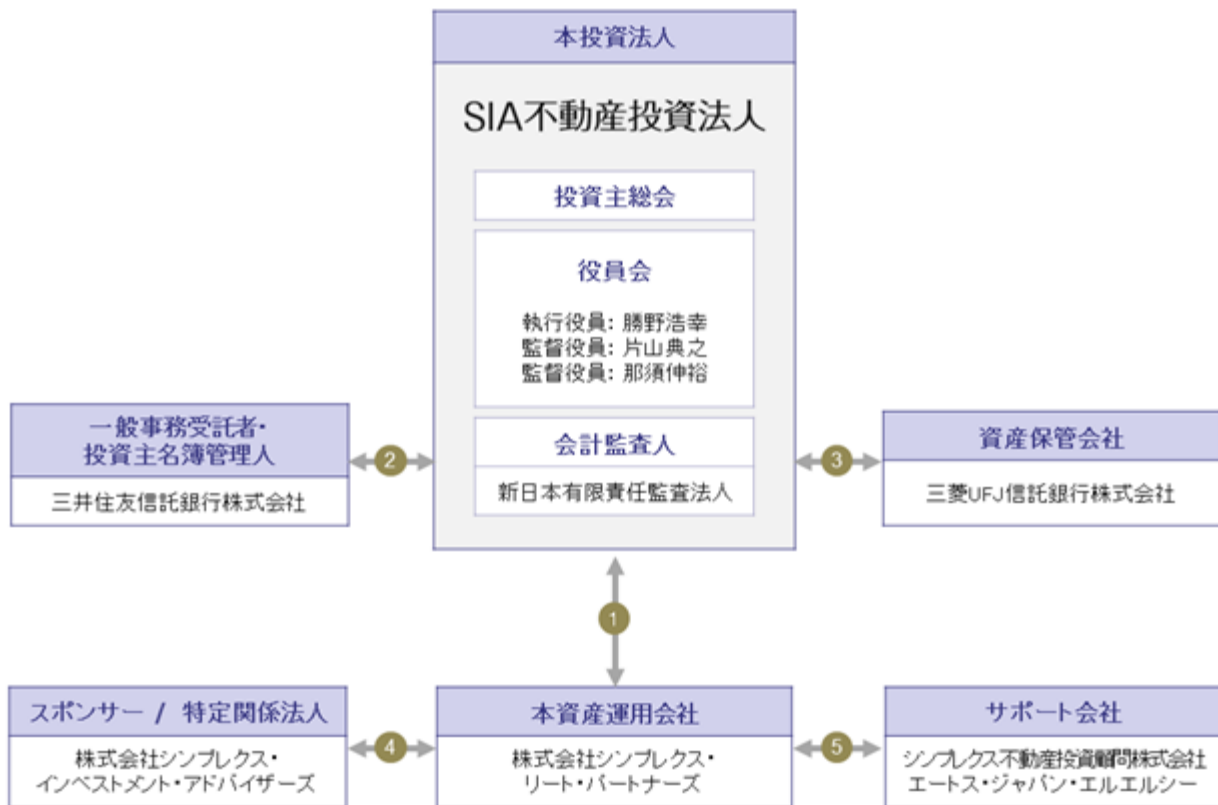 本投資法人
SIA不動産投資法人
投資主総会
役員会
執行役員: 勝野浩幸
監督役員: 片山典之
監督役員: 那須伸裕
会計監査人
新日本有限責任監査法人
一般事務受託者・
投資主名簿管理人
三井住友信託銀行株式会社
2
3
資産保管会社
三菱UFJ信託銀行株式会社
1
スポンサー / 特定関係法人
株式会社シンプレクス・
インベストメント・アドバイザーズ
4
本資産運用会社
株式会社シンプレクス・
リート・パートナーズ
5
サポート会社
シンプレクス不動産投資顧問株式会社
エートス・ジャパン・エルエルシー